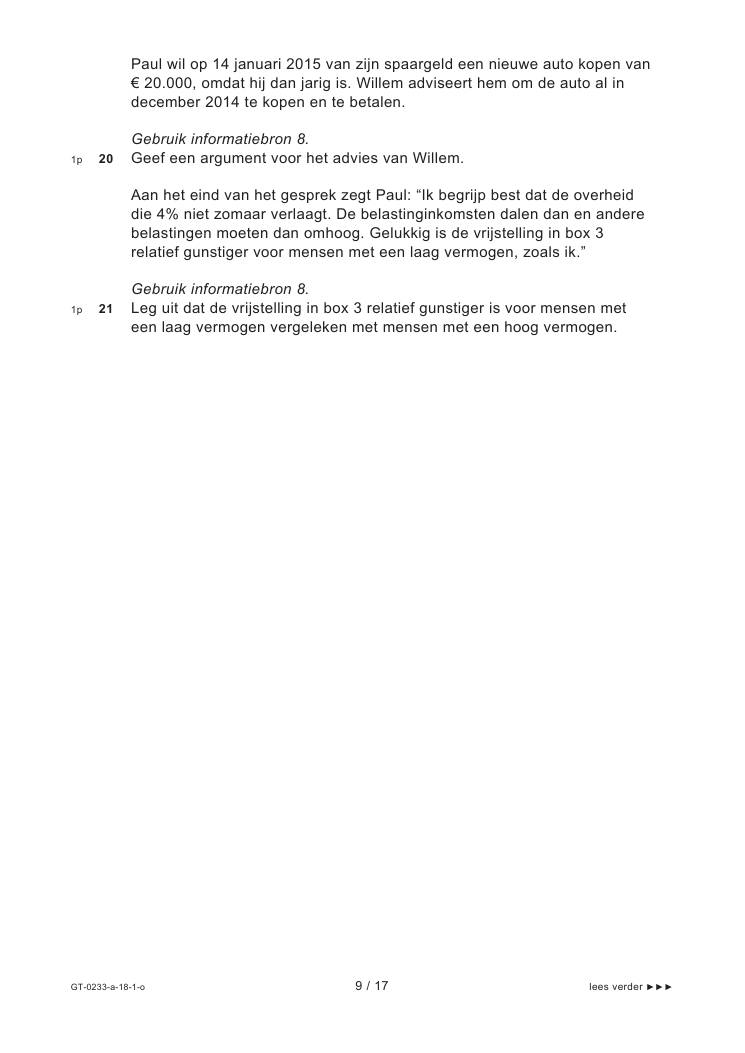 Paul wil op 14 januari 2015 van zijn spaargeld een nieuwe auto kopen van
€ 20.000, omdat hij dan jarig is. Willem adviseert hem om de auto al in
december 2014 te kopen en te betalen.
Gebruik informatiebron 8.
1p 20 Geef een argument voor het advies van Willem.
Aan het eind van het gesprek zegt Paul: “Ik begrijp best dat de overheid
die 4% niet zomaar verlaagt. De belastinginkomsten dalen dan en andere
belastingen moeten dan omhoog. Gelukkig is de vrijstelling in box 3
relatief gunstiger voor mensen met een laag vermogen, zoals ik.”
Gebruik informatiebron 8.
1p 21 Leg uit dat de vrijstelling in box 3 relatief gunstiger is voor mensen met
een laag vermogen vergeleken met mensen met een hoog vermogen.
GT-0233-a-18-1-o 9 / 17 lees verder ►►►